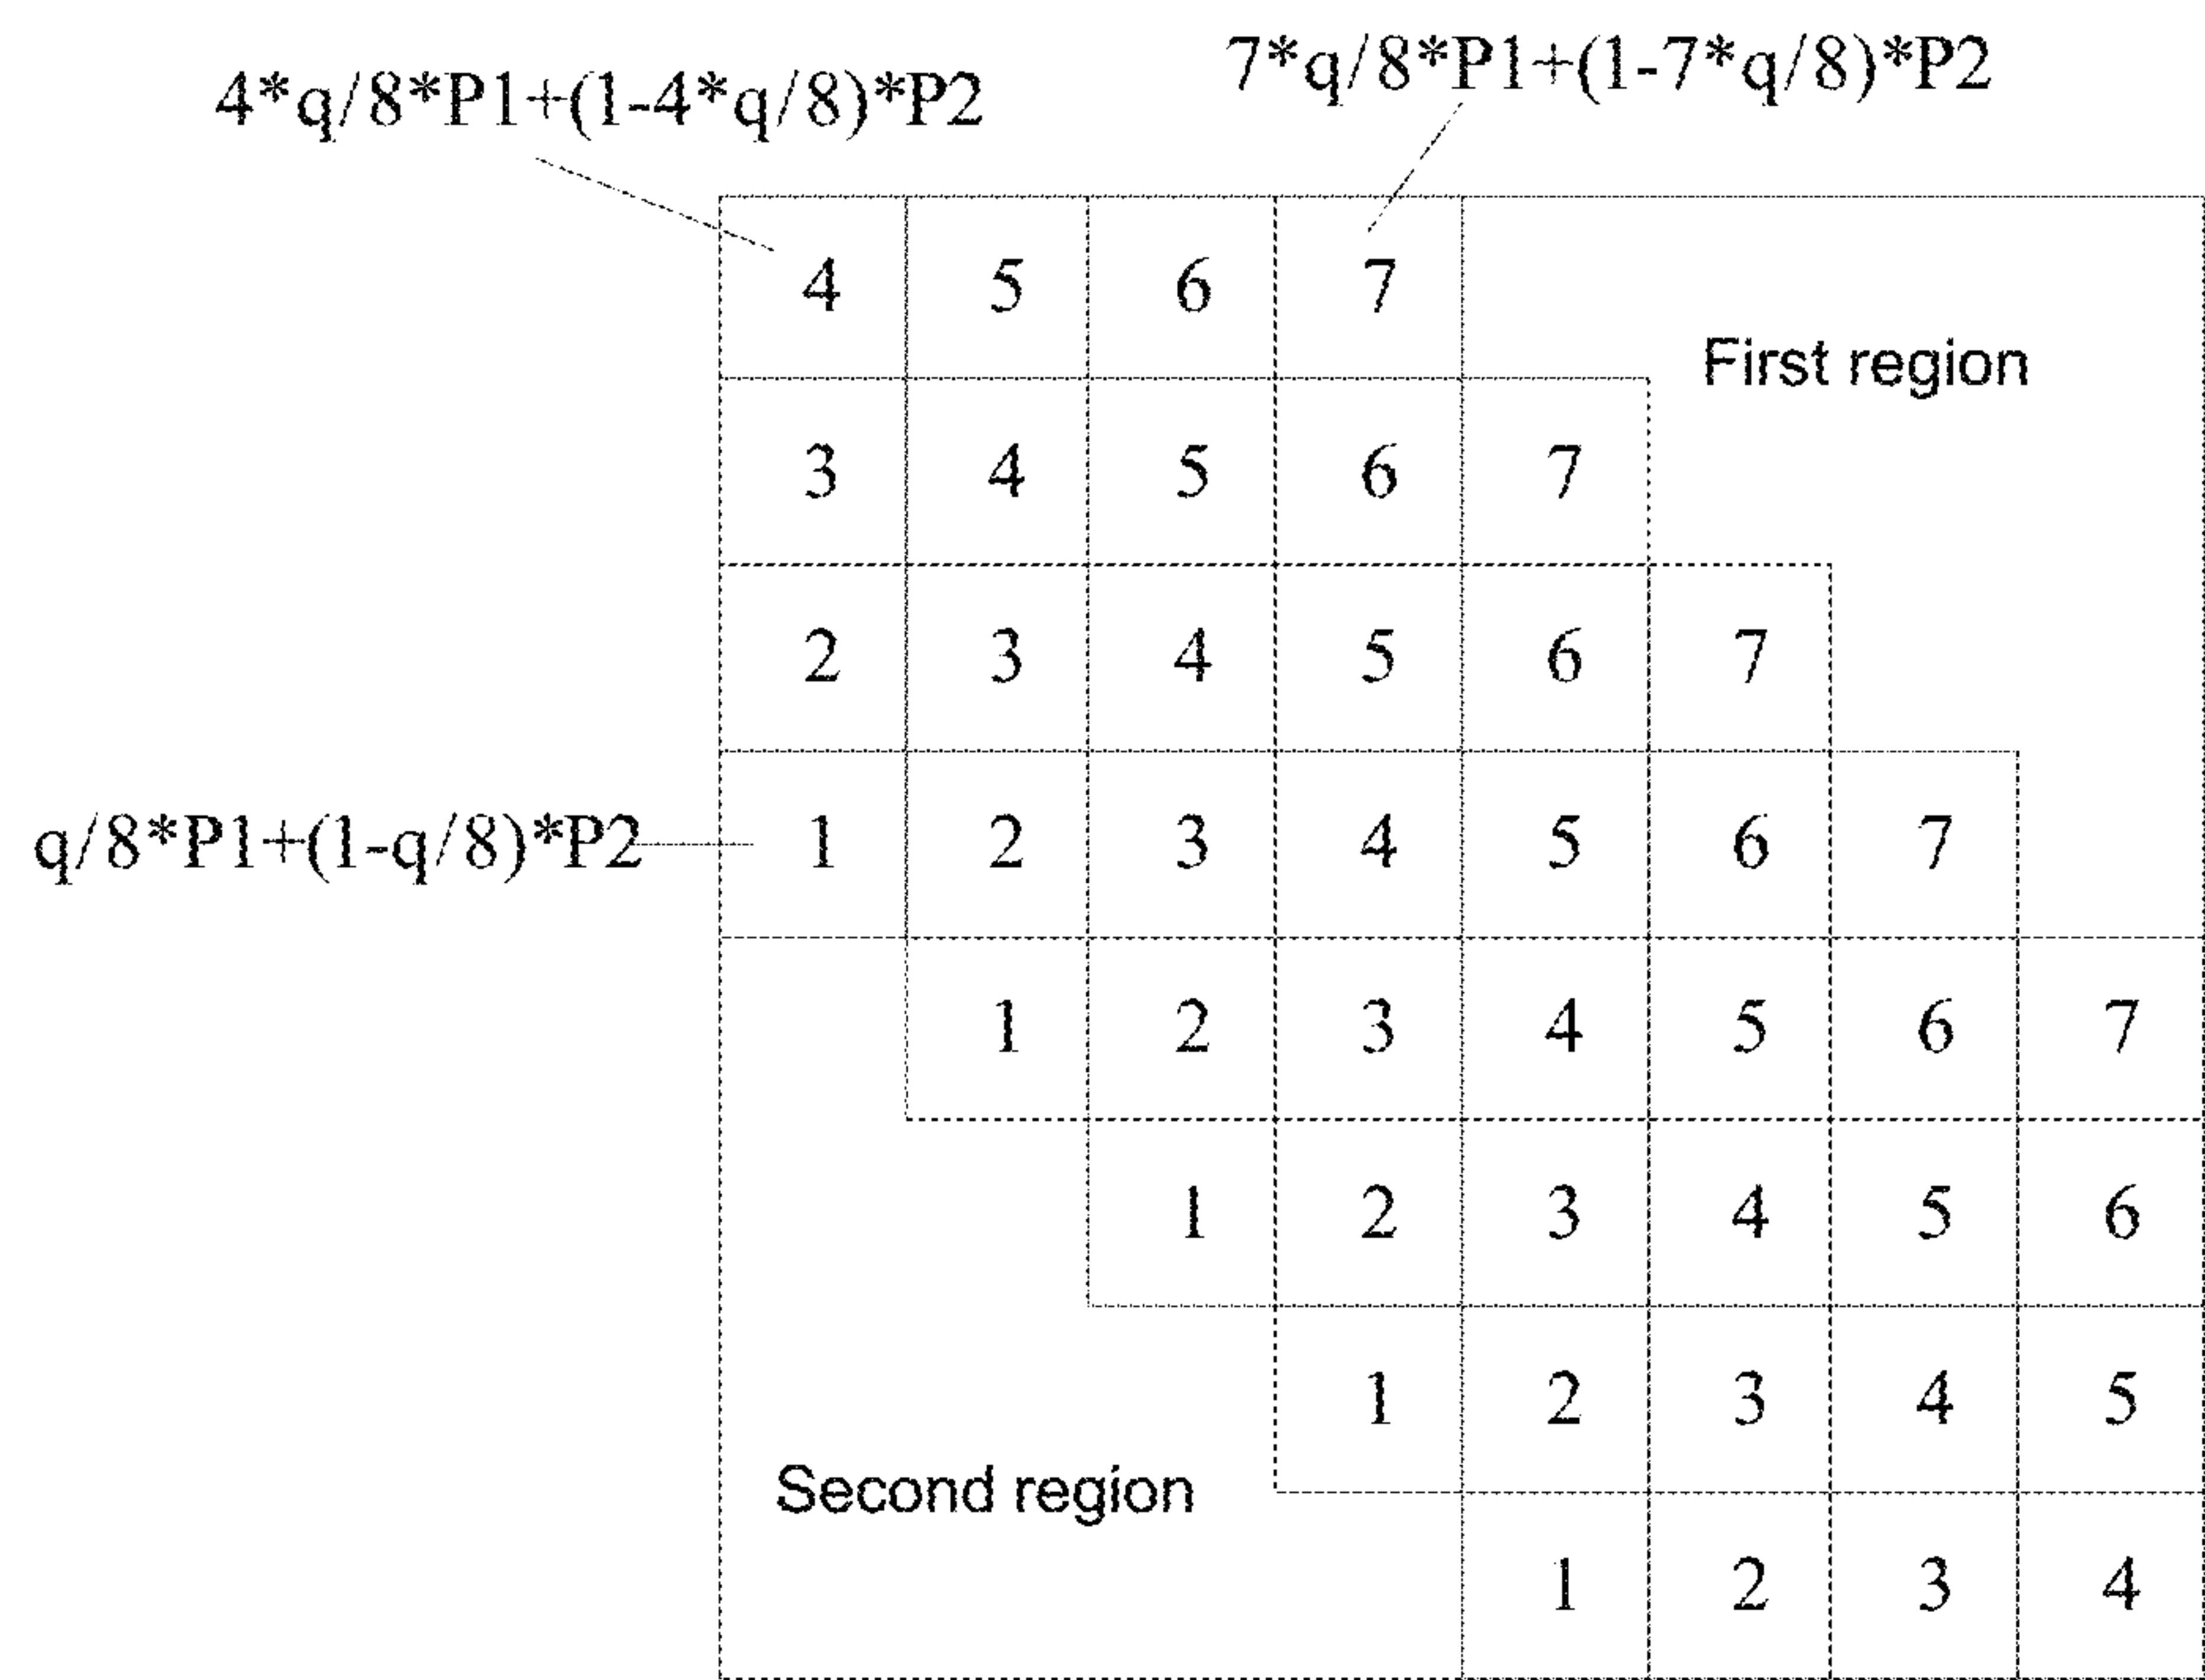 7*q/8*P1+(1-7*q/8)*P2
4*q/8*P1+(1-4*q/8)*P2
4 5 6 7
First region
3 4 5 6 7
2 3 4 5 6 7
q/8*P1+(1-q/8)*P2 1 2 3 4 5 6 7
1 2 3 4 5 6 7
1 2 3 4 5 6
1 2 3 4 5
Second region
1 2 3 4